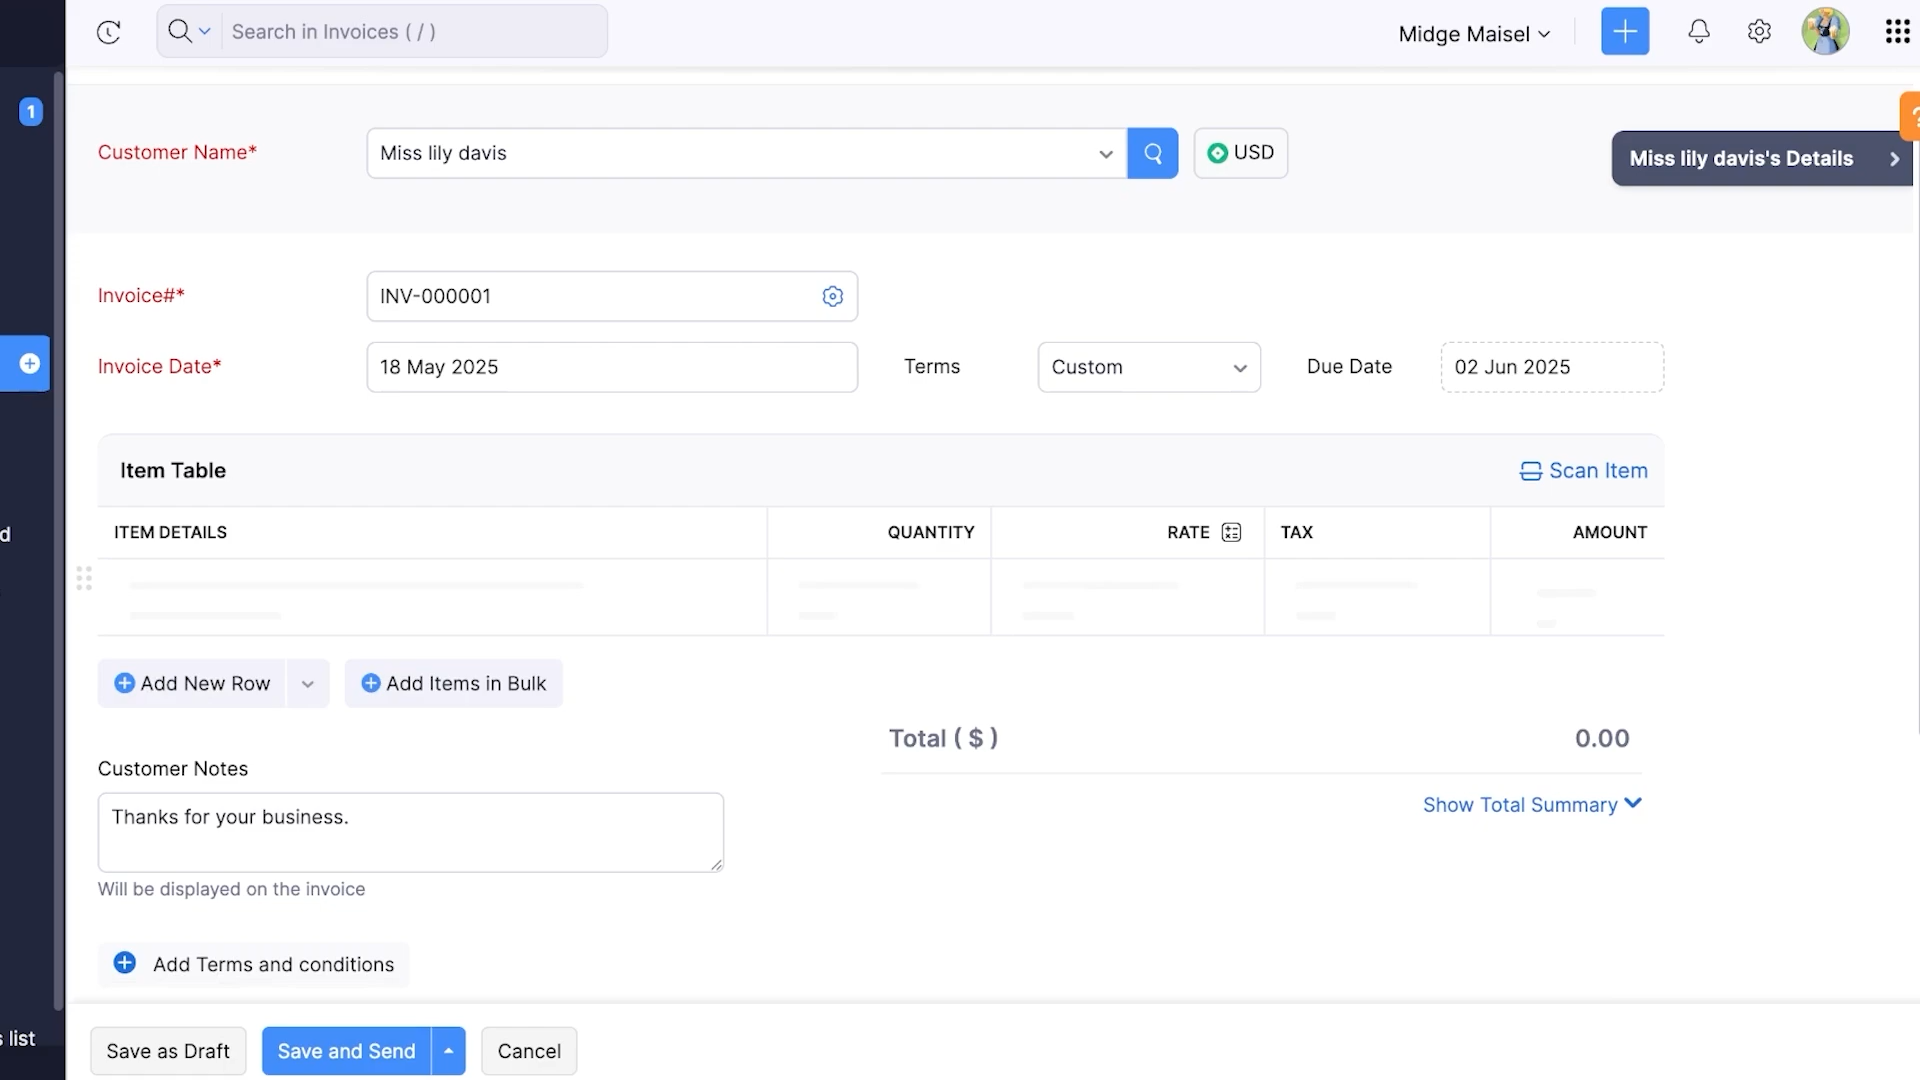 Search in Invoices ( / )
Midge Maisel
1
?
Customer Name*
Miss lily davis
USD
Miss lily davis's Details
Invoice#*
INV-000001
Invoice Date*
18 May 2025
Terms
Custom
Due Date
02 Jun 2025
Item Table
Scan Item
ITEM DETAILS
QUANTITY
RATE
TAX
AMOUNT
d
Add New Row
Add Items in Bulk
Total ( $ )
0.00
Customer Notes
Show Total Summary
Thanks for your business.
Will be displayed on the invoice
Add Terms and conditions
s list
Save as Draft
Save and Send
Cancel